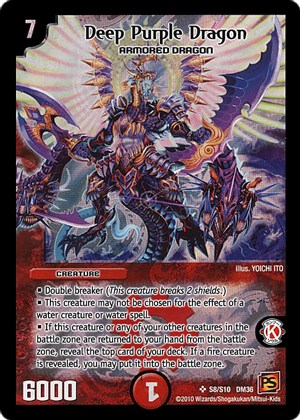 7
Deep Purple Dragon
ARMORED DRAGON
illus. YOICHI ITO
CREATURE
■ Double breaker (This creature breaks 2 shields.)
■ This creature may not be chosen for the effect of a
water creature or water spell.
■ If this creature or any of your other creatures in the
battle zone are returned to your hand from the battle
zone, reveal the top card of your deck. If a fire creature
is revealed, you may put it into the battle zone.
K
6000
1
S8/S10 DM36
©2010 Wizards/Shogakukan/Mitsui-Kids
PS